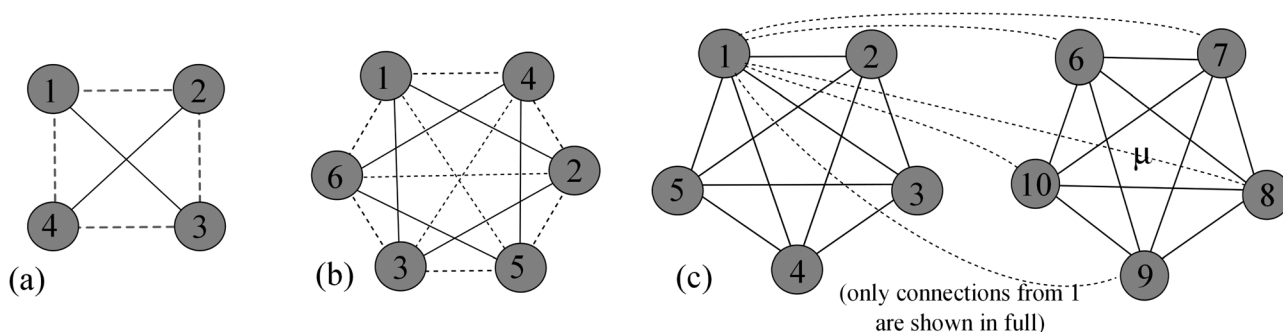 1 2
4 3
(a)
1 4
6 2
3 5
(b)
1 2
5 3
4
(c)
6 7
10 μ 8
9
(only connections from 1
are shown in full)